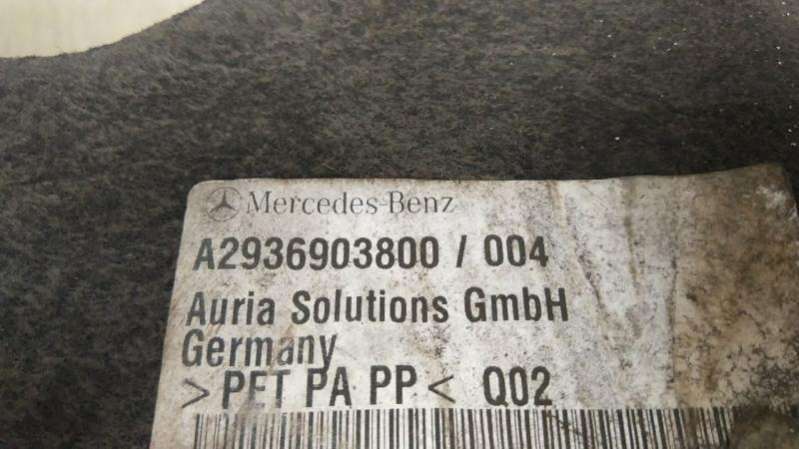 Mercedes-Benz
A2936903800 / 004
Auria Solutions GmbH
Germany
> PET PA PP < Q02